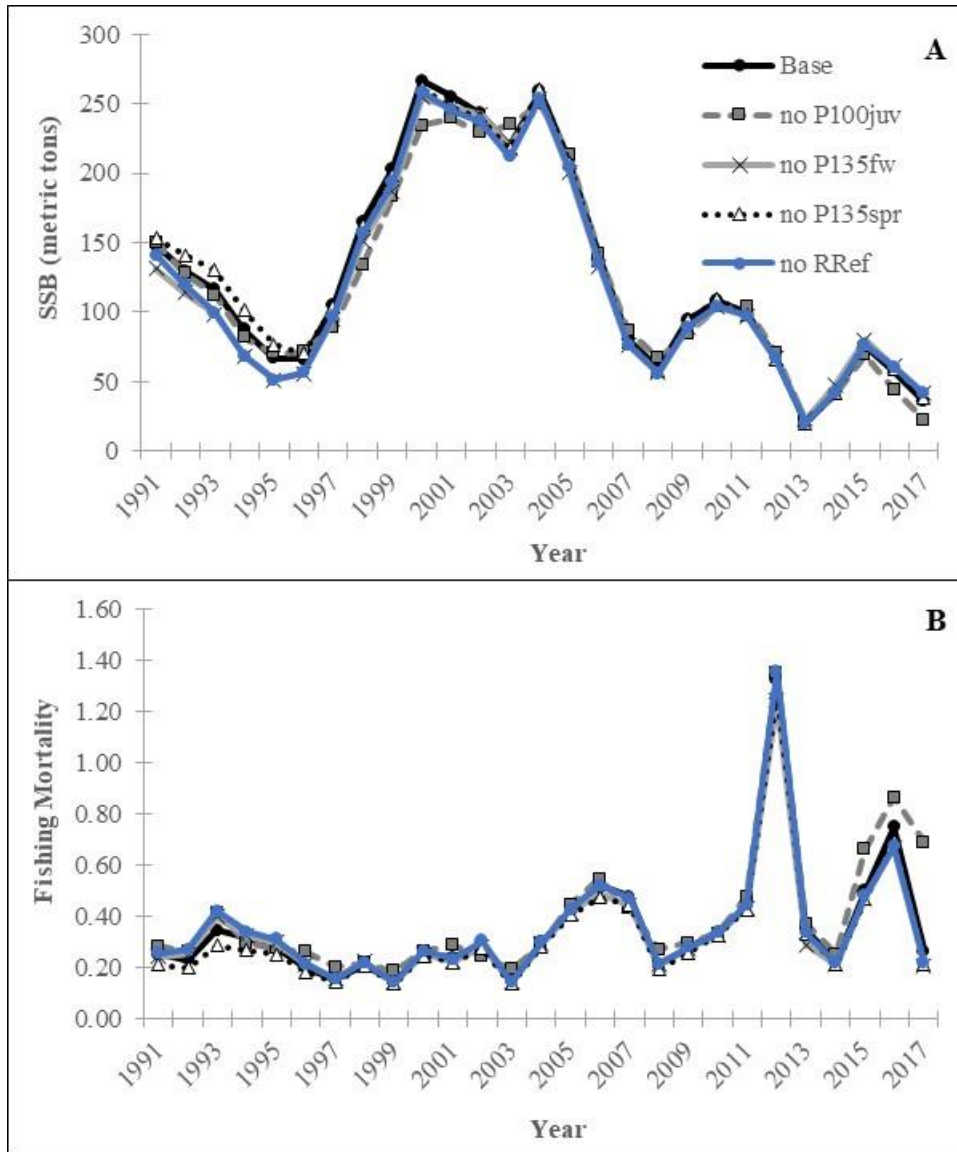 A
300
250
200
150
100
50
0
SSB (metric tons)
Base
no P100juv
no P135fw
no P135spr
no RRef
1991 1993 1995 1997 1999 2001 2003 2005 2007 2009 2011 2013 2015 2017
Year
B
1.60
1.40
1.20
1.00
0.80
0.60
0.40
0.20
0.00
Fishing Mortality
1991 1993 1995 1997 1999 2001 2003 2005 2007 2009 2011 2013 2015 2017
Year